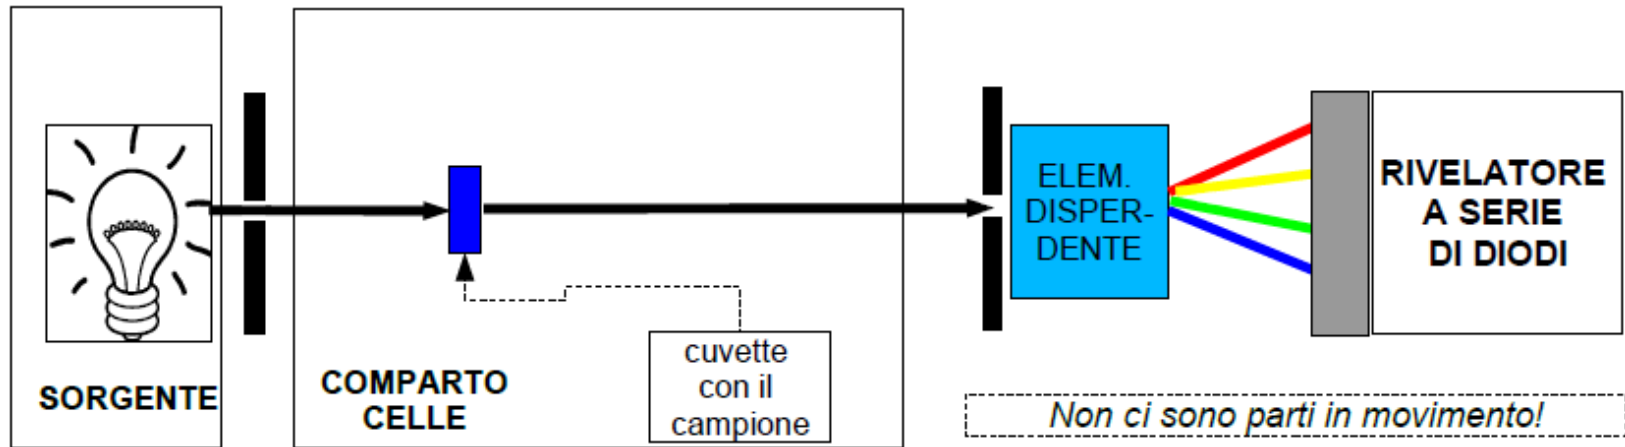 SORGENTE
COMPARTO
CELLE
cuvette
con il
campione
ELEM.
DISPER-
DENTE
RIVELATORE
A SERIE
DI DIODI
Non ci sono parti in movimento!